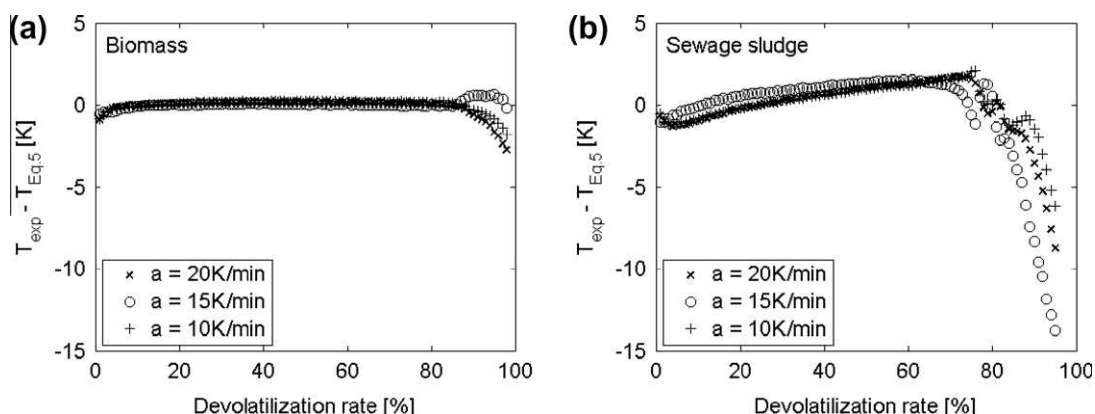 (a)
Biomass
T_exp - T_Eq.5 [K]
5
0
−5
−10
−15
× a = 20K/min
○ a = 15K/min
+ a = 10K/min
0 20 40 60 80 100
Devolatilization rate [%]
(b)
Sewage sludge
T_exp - T_Eq.5 [K]
5
0
−5
−10
−15
× a = 20K/min
○ a = 15K/min
+ a = 10K/min
0 20 40 60 80 100
Devolatilization rate [%]